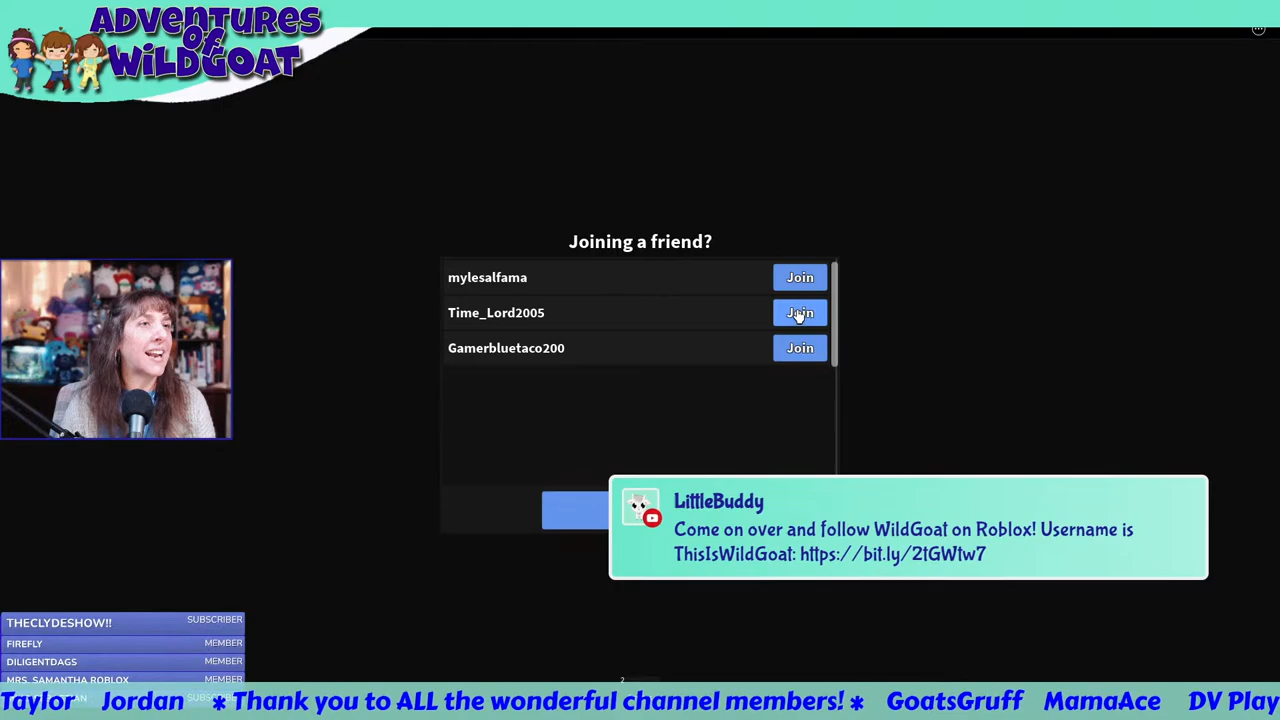 ADVENTURES
OF
WILDGOAT
Joining a friend?
mylesalfama Join
Time_Lord2005 Join
Gamerbluetaco200 Join
LittleBuddy
Come on over and follow WildGoat on Roblox! Username is
ThisIsWildGoat: https://bit.ly/2tGWtw7
THECLYDESHOW!! SUBSCRIBER
FIREFLY MEMBER
DILIGENTDAGS MEMBER
MRS. SAMANTHA ROBLOX MEMBER
2
Taylor Jordan * Thank you to ALL the wonderful channel members! * GoatsGruff MamaAce DV Play